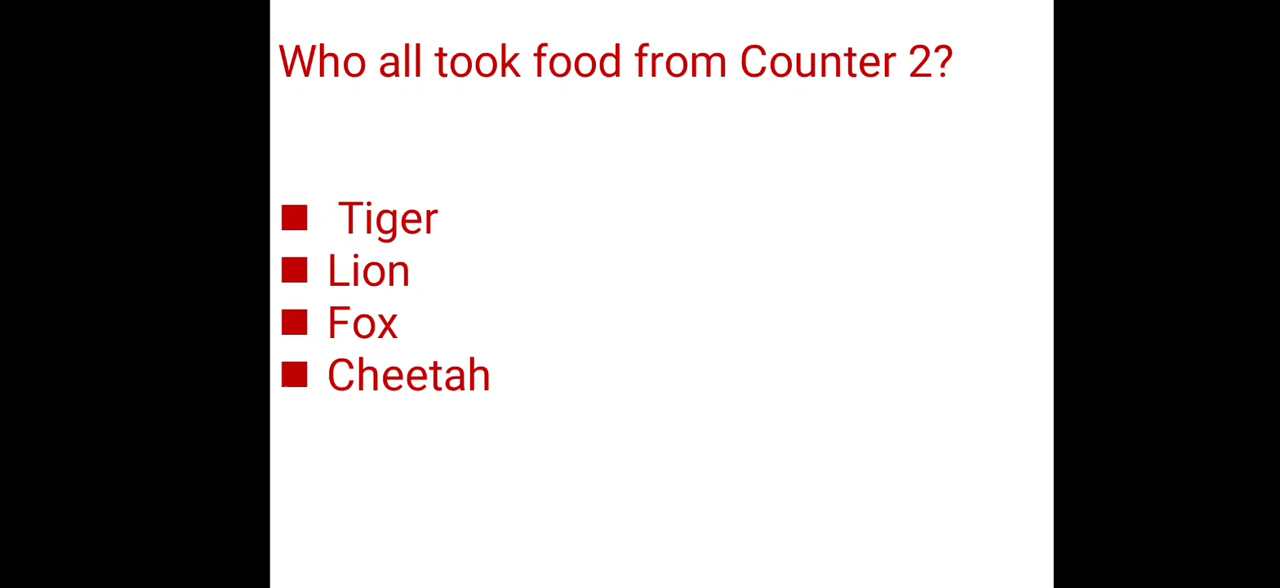 Who all took food from Counter 2?
■ Tiger
■ Lion
■ Fox
■ Cheetah